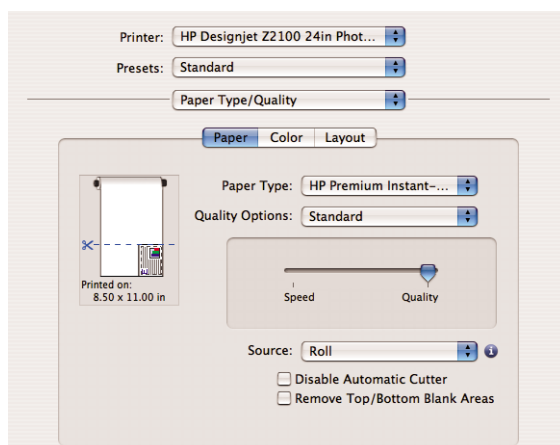 Printer: HP Designjet Z2100 24in Phot...
Presets: Standard
Paper Type/Quality
Paper Color Layout
Paper Type: HP Premium Instant-...
Quality Options: Standard
Printed on:
8.50 x 11.00 in
Speed Quality
Source: Roll
Disable Automatic Cutter
Remove Top/Bottom Blank Areas